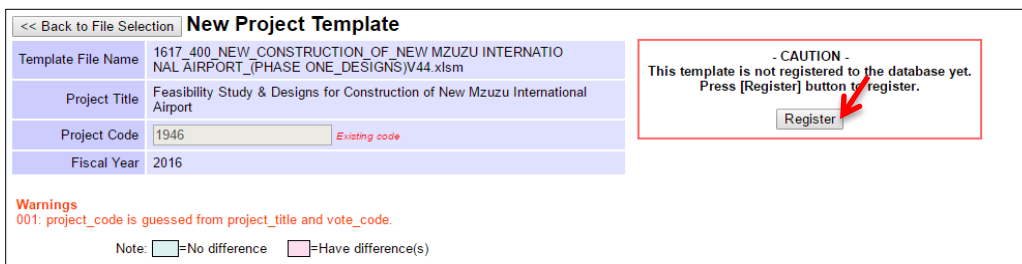 << Back to File Selection New Project Template
Template File Name 1617_400_NEW_CONSTRUCTION_OF_NEW MZUZU INTERNATIO
NAL AIRPORT_(PHASE ONE_DESIGNS)V44.xlsm
Project Title Feasibility Study & Designs for Construction of New Mzuzu International
Airport
Project Code 1946 Existing code
Fiscal Year 2016
- CAUTION -
This template is not registered to the database yet.
Press [Register] button to register.
Register
Warnings
001: project_code is guessed from project_title and vote_code.
Note: =No difference =Have difference(s)